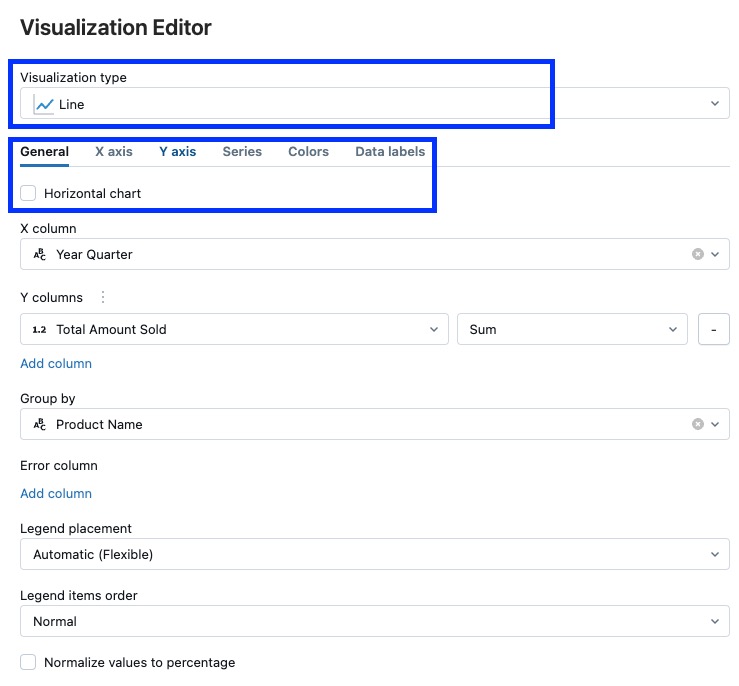 Visualization Editor
Visualization type
Line
General X axis Y axis Series Colors Data labels
Horizontal chart
X column
ABC Year Quarter
Y columns
1.2 Total Amount Sold Sum -
Add column
Group by
ABC Product Name
Error column
Add column
Legend placement
Automatic (Flexible)
Legend items order
Normal
Normalize values to percentage